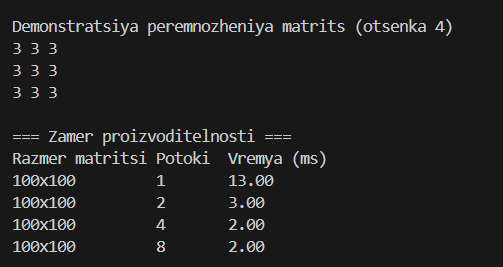 Demonstratsiya peremnozheniya matrits (otsenka 4)
3 3 3
3 3 3
3 3 3
=== Zamer proizvoditelnosti ===
Razmer matritsi Potoki  Vremya (ms)
100x100         1       13.00
100x100         2       3.00
100x100         4       2.00
100x100         8       2.00